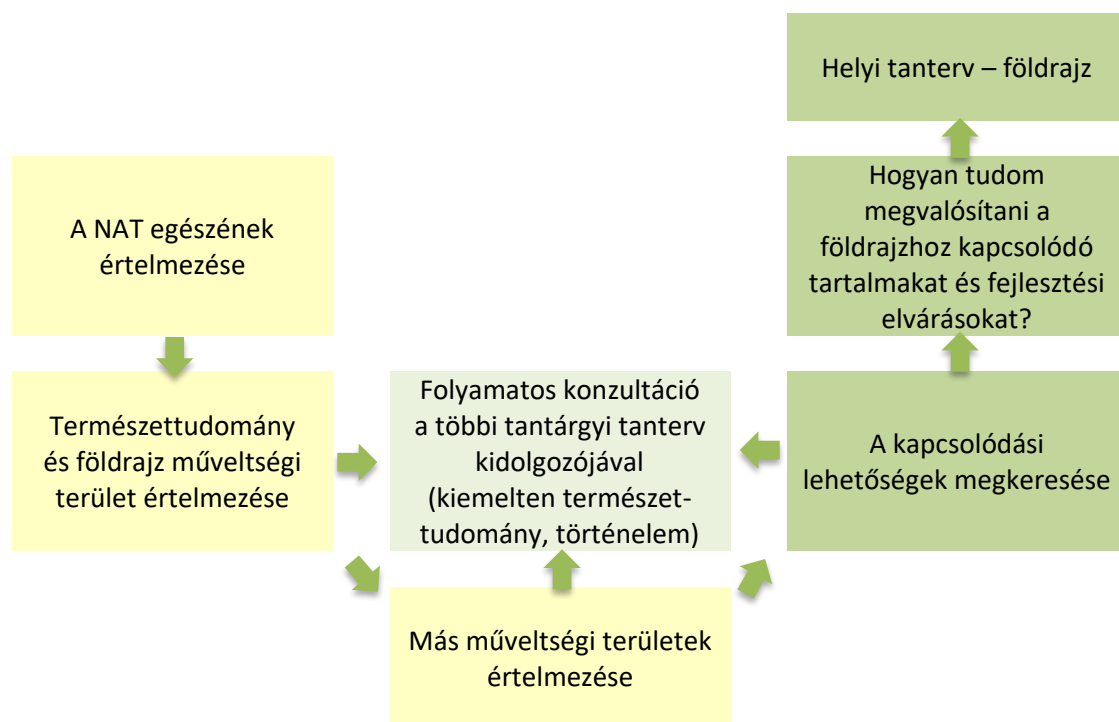 Helyi tanterv – földrajz
A NAT egészének
értelmezése
Hogyan tudom
megvalósítani a
földrajzhoz kapcsolódó
tartalmakat és fejlesztési
elvárásokat?
Természettudomány
és földrajz műveltségi
terület értelmezése
Folyamatos konzultáció
a többi tantárgyi tanterv
kidolgozójával
(kiemelten természet-
tudomány, történelem)
A kapcsolódási
lehetőségek megkeresése
Más műveltségi területek
értelmezése